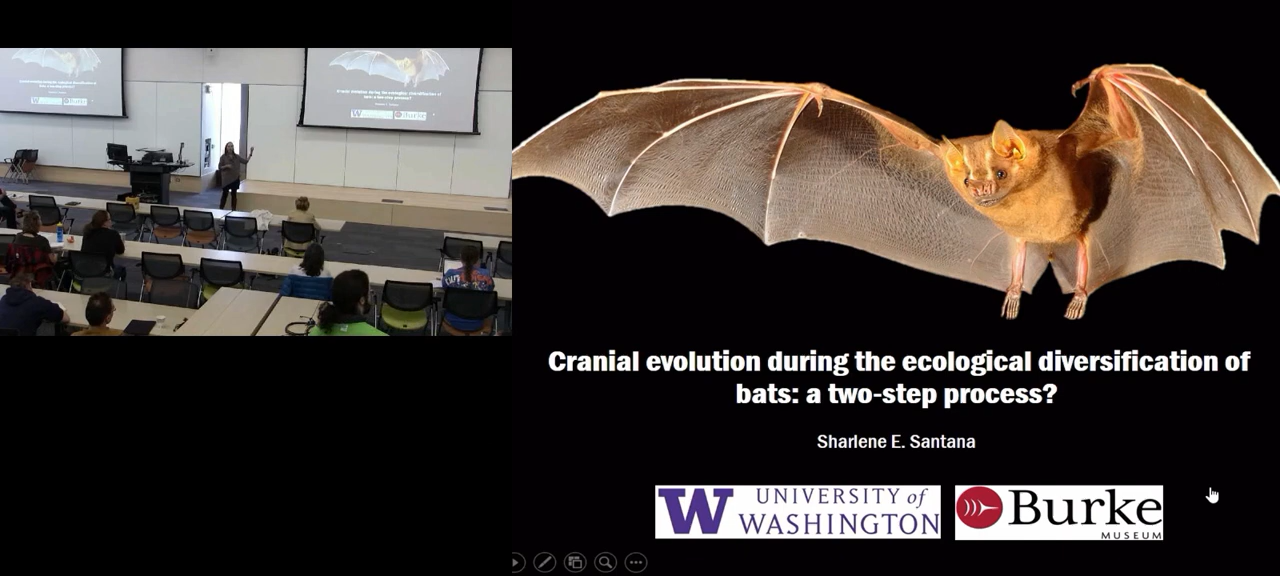 Cranial evolution during the ecological diversification of
bats: a two-step process?
Sharlene E. Santana
W UNIVERSITY of
WASHINGTON
Burke
MUSEUM